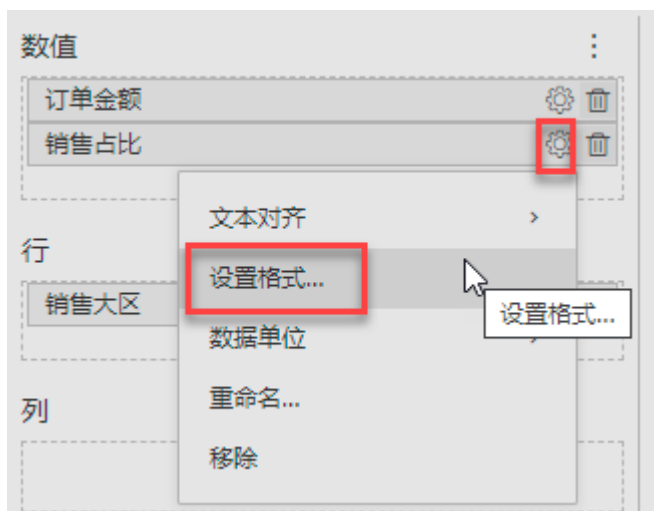 数值
订单金额
销售占比
文本对齐
行
设置格式...
销售大区
设置格式...
数据单位
重命名...
列
移除